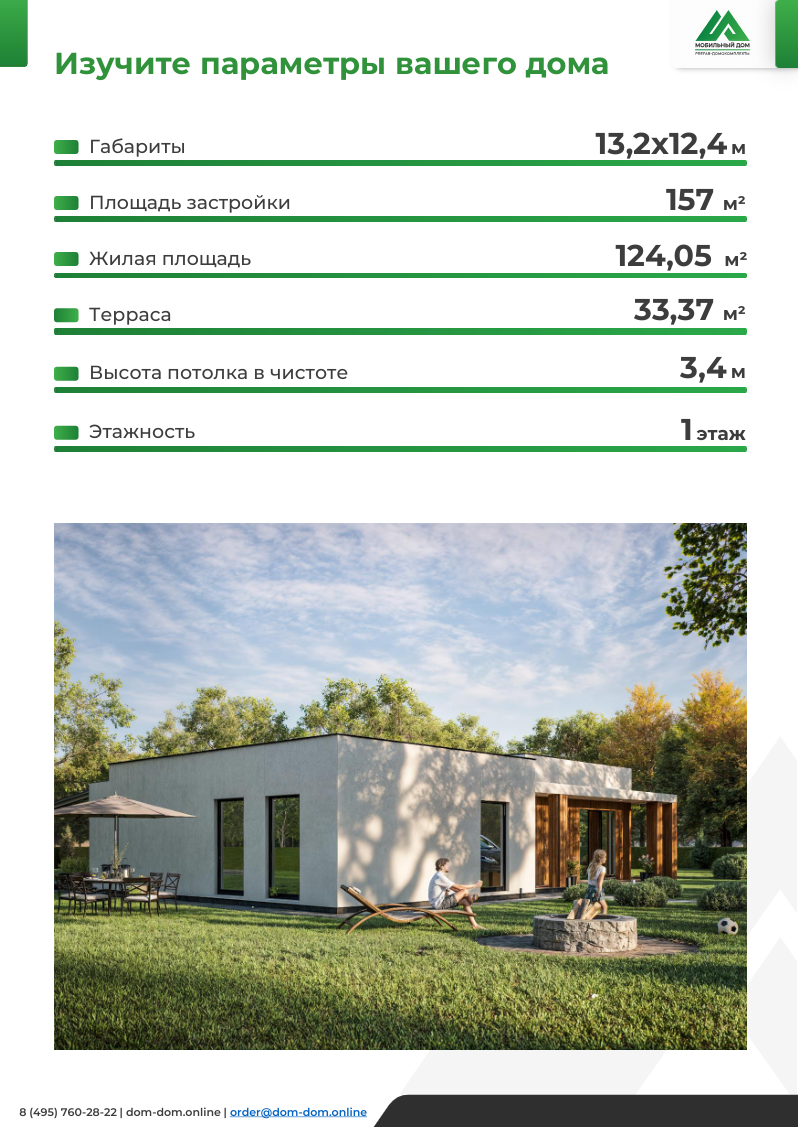 МОБИЛЬНЫЙ ДОМ
PREFAB-ДОМОКОМПЛЕКТЫ
Изучите параметры вашего дома
Габариты 13,2x12,4 м
Площадь застройки 157 м²
Жилая площадь 124,05 м²
Терраса 33,37 м²
Высота потолка в чистоте 3,4 м
Этажность 1 этаж
8 (495) 760-28-22 | dom-dom.online | order@dom-dom.online